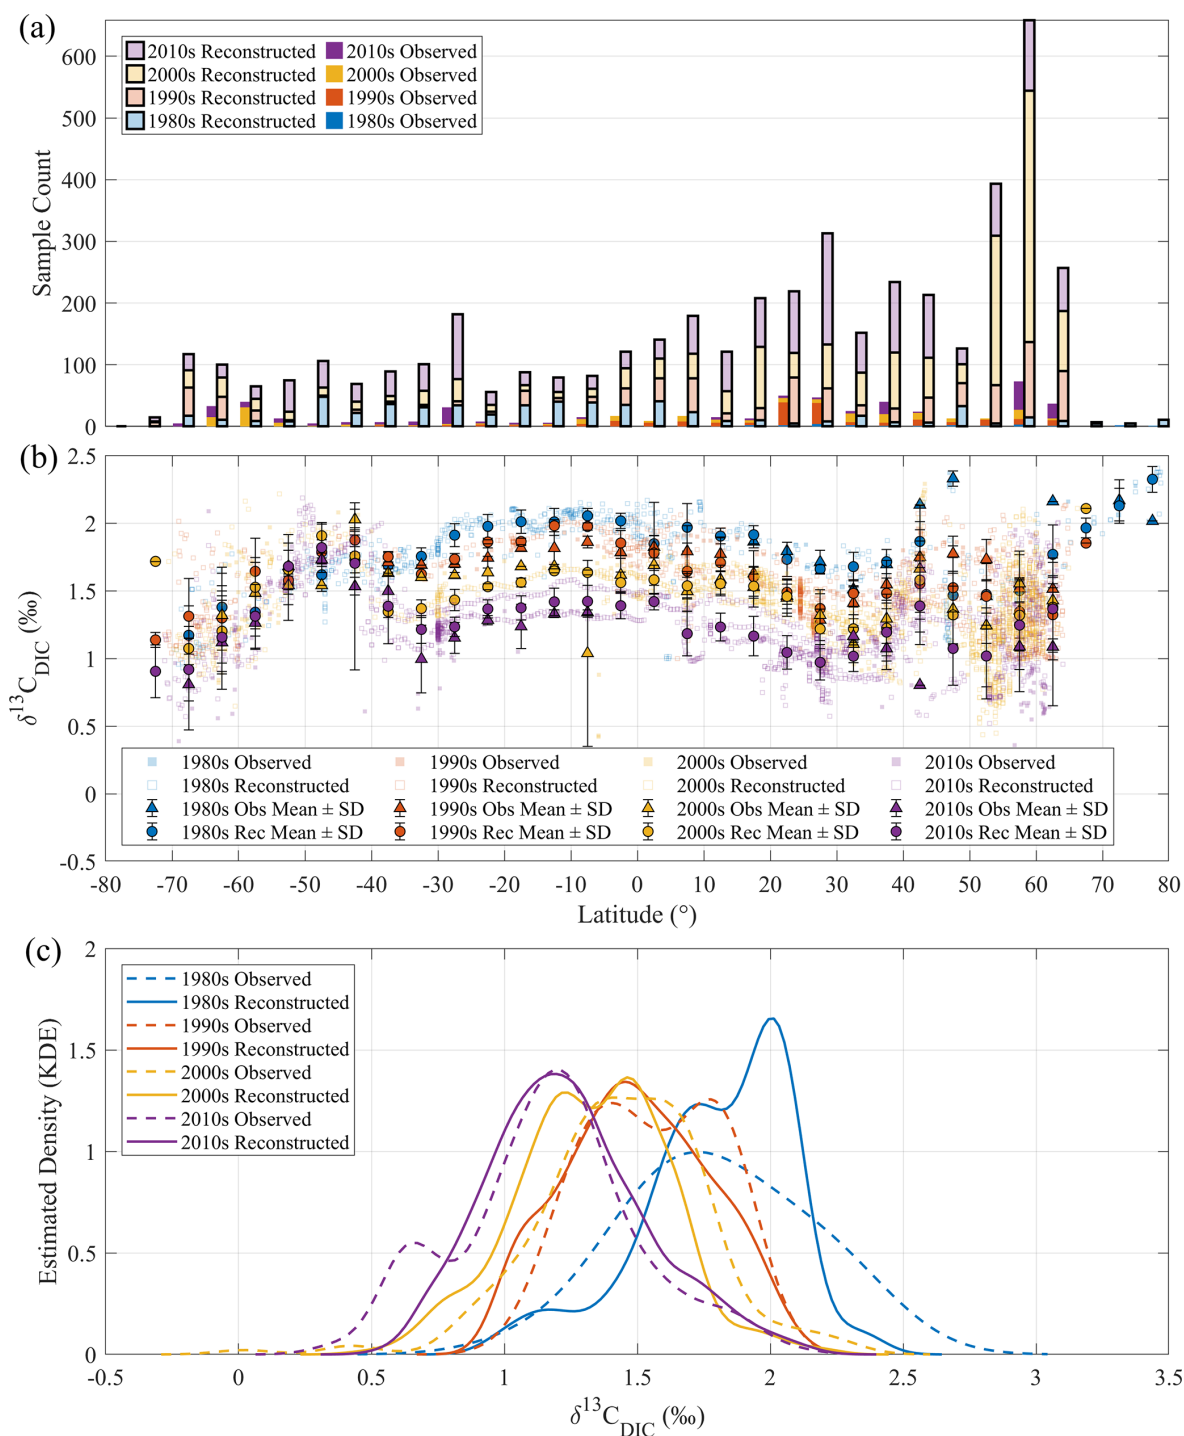 (a)
600
500
400
300
200
100
0
Sample Count
2010s Reconstructed 2010s Observed
2000s Reconstructed 2000s Observed
1990s Reconstructed 1990s Observed
1980s Reconstructed 1980s Observed
(b)
2.5
2
1.5
1
0.5
0
-0.5
δ¹³C_DIC (‰)
1980s Observed 1990s Observed 2000s Observed 2010s Observed
1980s Reconstructed 1990s Reconstructed 2000s Reconstructed 2010s Reconstructed
1980s Obs Mean ± SD 1990s Obs Mean ± SD 2000s Obs Mean ± SD 2010s Obs Mean ± SD
1980s Rec Mean ± SD 1990s Rec Mean ± SD 2000s Rec Mean ± SD 2010s Rec Mean ± SD
-80 -70 -60 -50 -40 -30 -20 -10 0 10 20 30 40 50 60 70 80
Latitude (°)
(c)
2
1.5
1
0.5
0
Estimated Density (KDE)
1980s Observed
1980s Reconstructed
1990s Observed
1990s Reconstructed
2000s Observed
2000s Reconstructed
2010s Observed
2010s Reconstructed
-0.5 0 0.5 1 1.5 2 2.5 3 3.5
δ¹³C_DIC (‰)